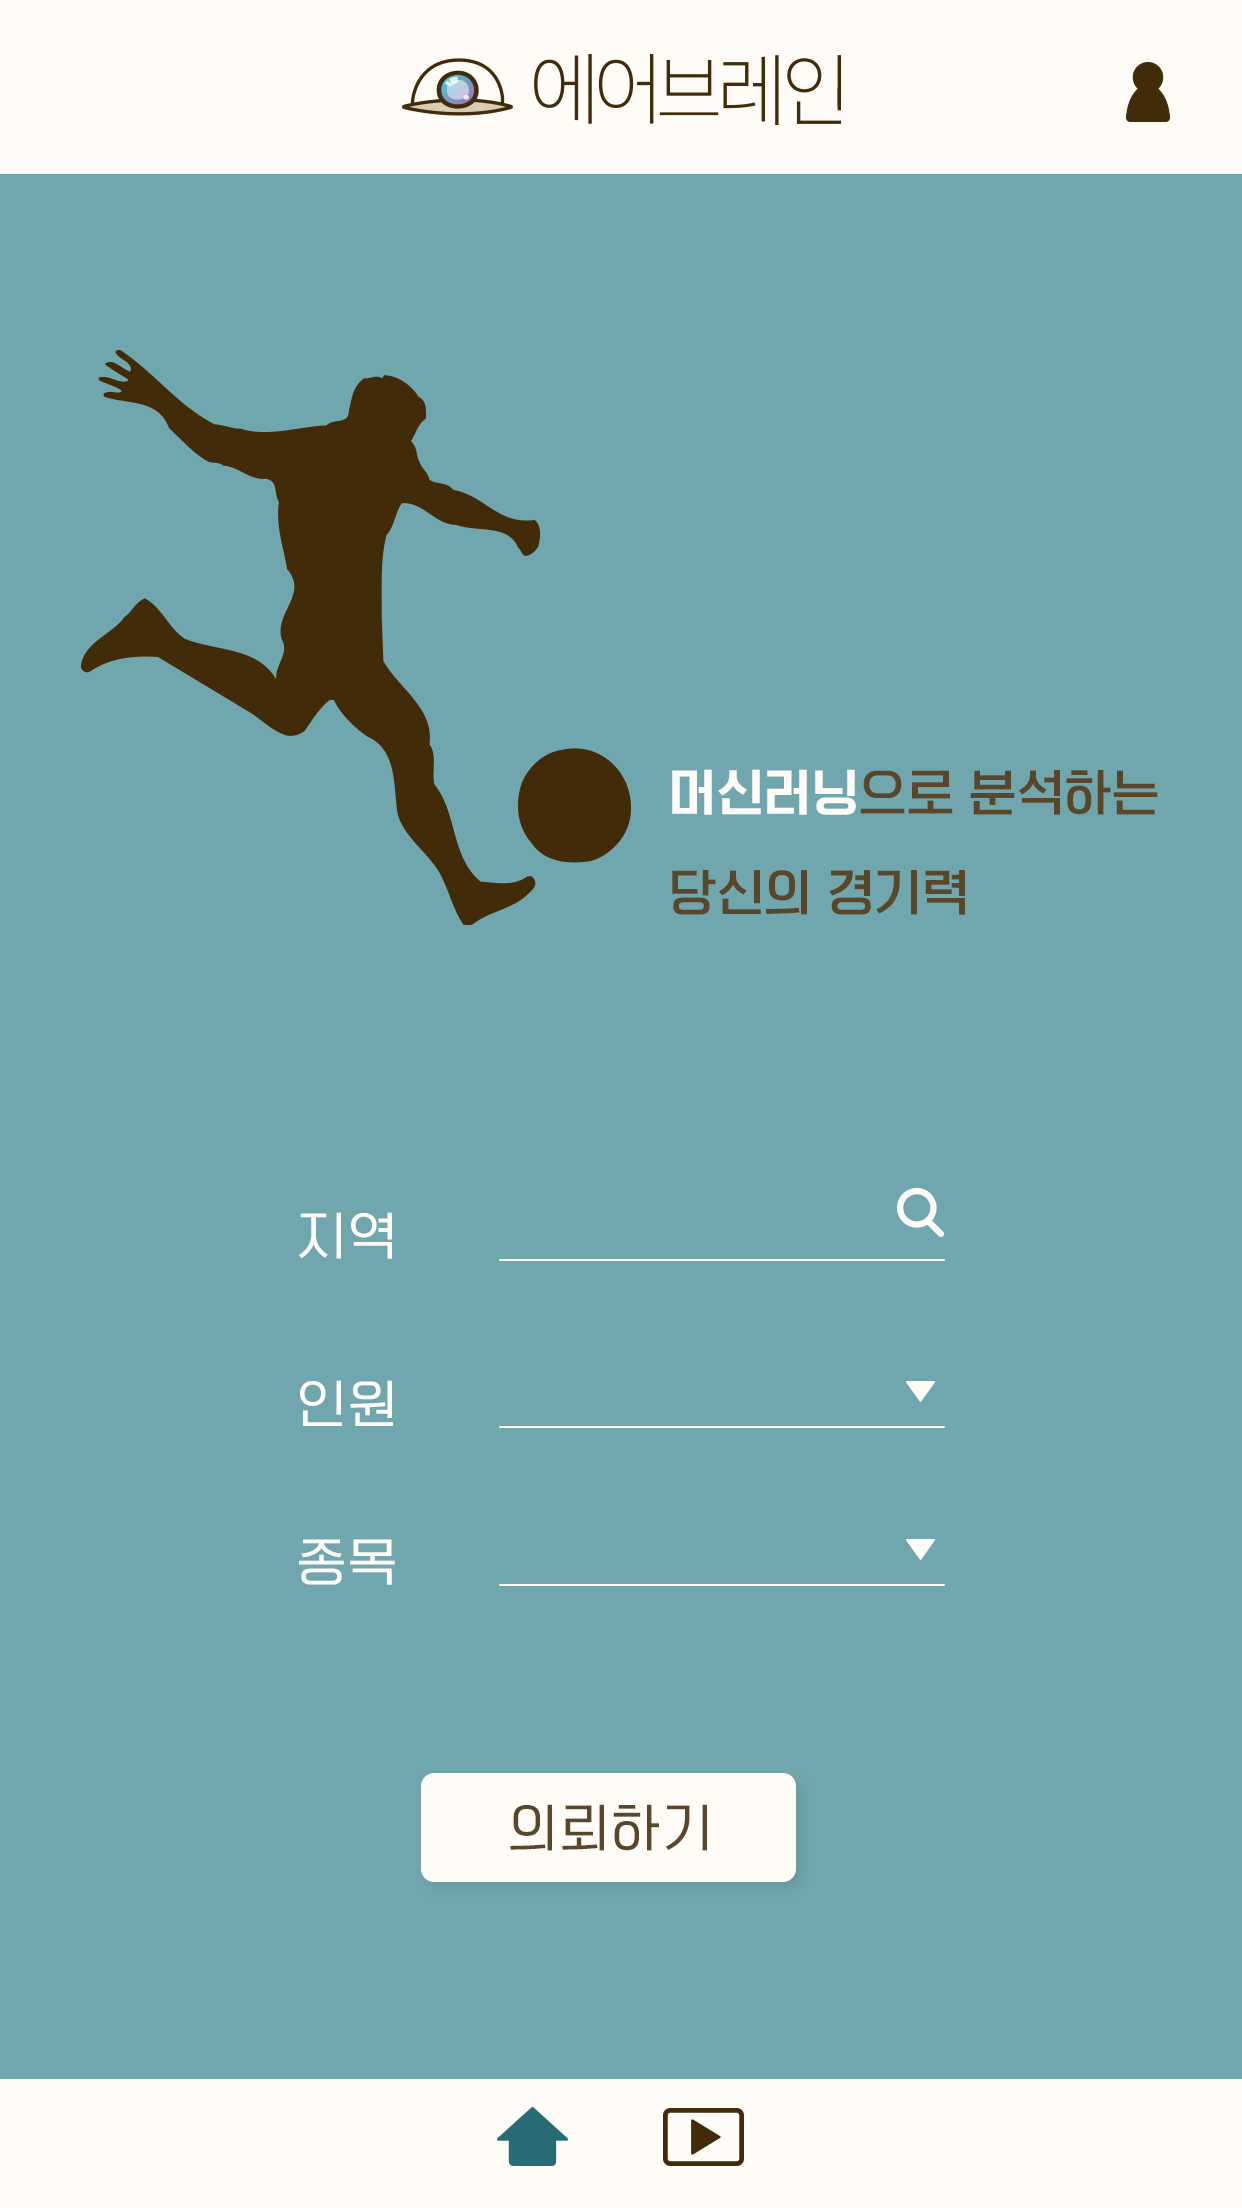 에어브레인
머신러닝으로 분석하는
당신의 경기력
지역
인원
종목
의뢰하기